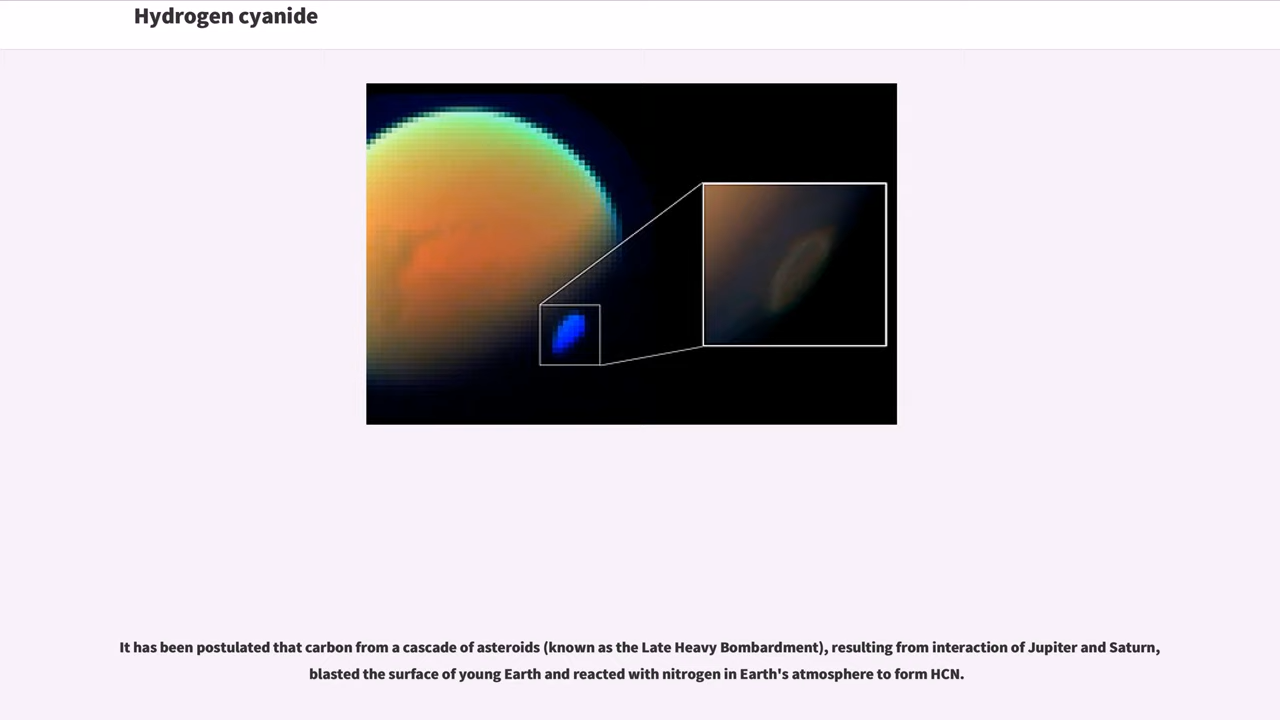 Hydrogen cyanide
It has been postulated that carbon from a cascade of asteroids (known as the Late Heavy Bombardment), resulting from interaction of Jupiter and Saturn,
blasted the surface of young Earth and reacted with nitrogen in Earth's atmosphere to form HCN.